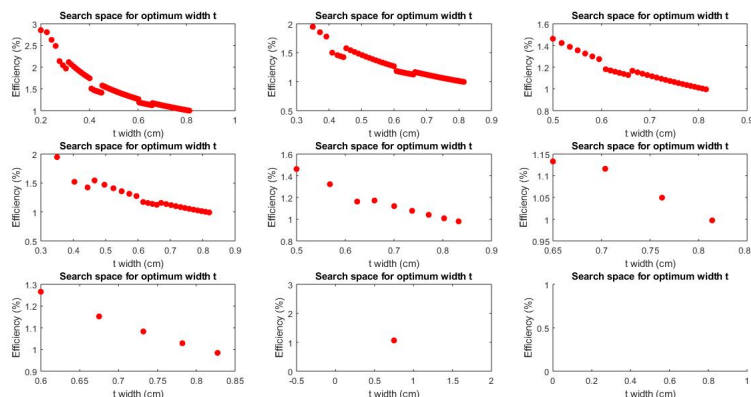 Search space for optimum width t Search space for optimum width t Search space for optimum width t
Efficiency (%)
3
2.5
2
1.5
1
0.2 0.4 0.6 0.8 1
t width (cm)
Efficiency (%)
2
1.5
1
0.5
0.3 0.4 0.5 0.6 0.7 0.8 0.9
t width (cm)
Efficiency (%)
1.6
1.4
1.2
1
0.8
0.5 0.6 0.7 0.8 0.9
t width (cm)
Search space for optimum width t Search space for optimum width t Search space for optimum width t
Efficiency (%)
2
1.5
1
0.5
0.3 0.4 0.5 0.6 0.7 0.8 0.9
t width (cm)
Efficiency (%)
1.6
1.4
1.2
1
0.8
0.5 0.6 0.7 0.8 0.9
t width (cm)
Efficiency (%)
1.15
1.1
1.05
1
0.95
0.65 0.7 0.75 0.8 0.85
t width (cm)
Search space for optimum width t Search space for optimum width t Search space for optimum width t
Efficiency (%)
1.3
1.2
1.1
1
0.9
0.6 0.65 0.7 0.75 0.8 0.85
t width (cm)
Efficiency (%)
3
2
1
0
-0.5 0 0.5 1 1.5 2
t width (cm)
Efficiency (%)
1
0.5
0
0 0.2 0.4 0.6 0.8 1
t width (cm)